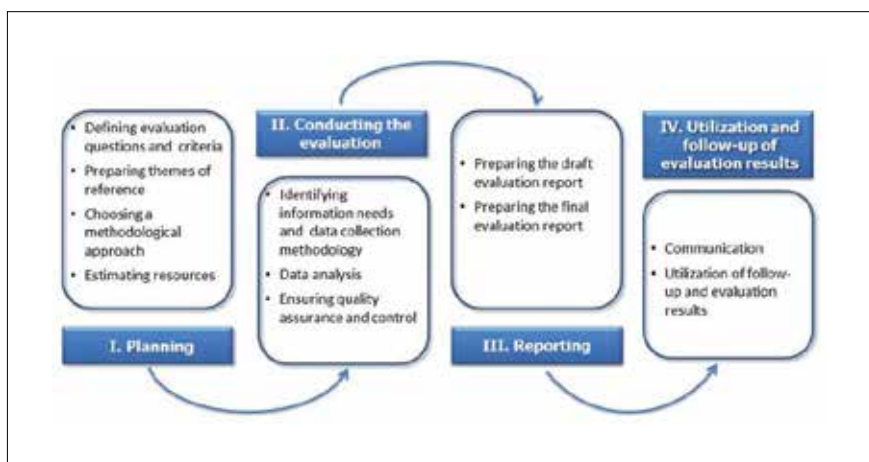 • Defining evaluation
questions and criteria
• Preparing themes of
reference
• Choosing a
methodological
approach
• Estimating resources
I. Planning
II. Conducting the
evaluation
• Identifying
information needs
and data collection
methodology
• Data analysis
• Ensuring quality
assurance and control
• Preparing the draft
evaluation report
• Preparing the final
evaluation report
III. Reporting
IV. Utilization and
follow-up of
evaluation results
• Communication
• Utilization of follow-
up and evaluation
results